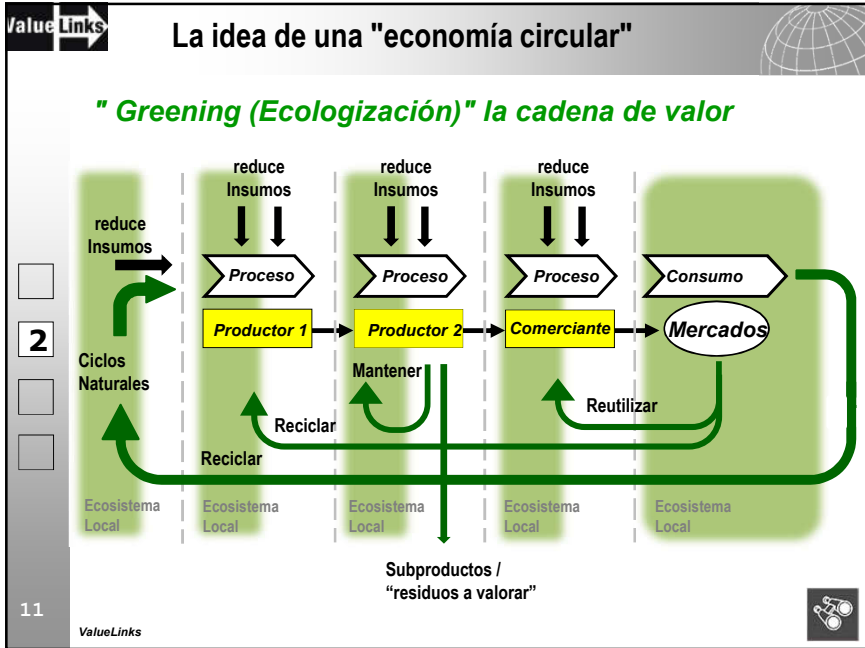 Value Links
La idea de una "economía circular"
" Greening (Ecologización)" la cadena de valor
reduce
Insumos
reduce
Insumos
reduce
Insumos
reduce
Insumos
Proceso
Proceso
Proceso
Consumo
Productor 1
Productor 2
Comerciante
Mercados
2
Ciclos
Naturales
Mantener
Reciclar
Reutilizar
Reciclar
Ecosistema
Local
Ecosistema
Local
Ecosistema
Local
Ecosistema
Local
Ecosistema
Local
Subproductos /
“residuos a valorar”
11
ValueLinks